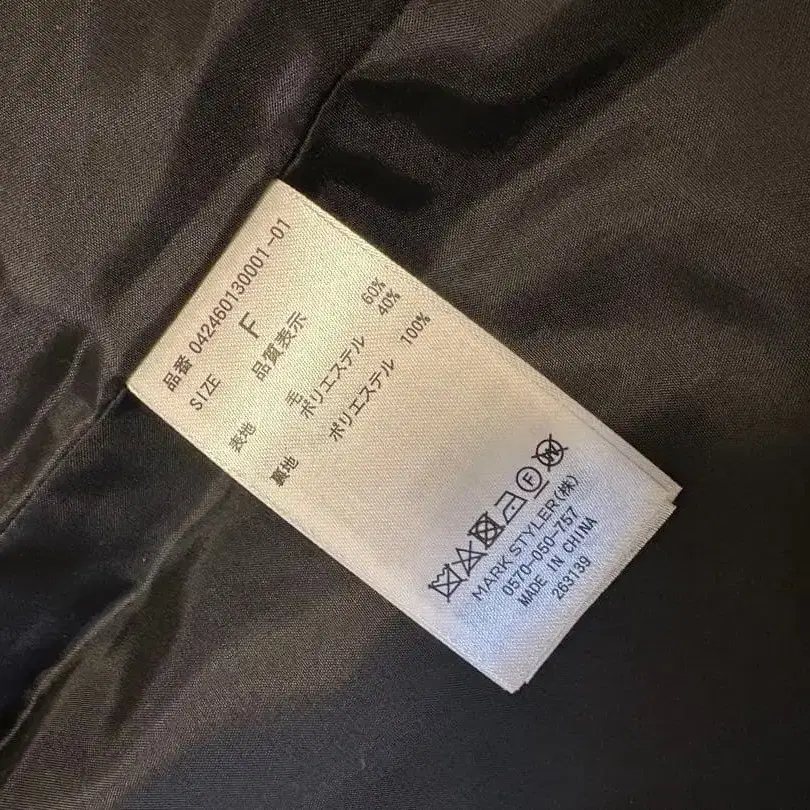 品番 042460130001-01
SIZE F
品質表示
表地 毛 60%
ポリエステル 40%
裏地 ポリエステル 100%
MARK STYLER(株)
0570-050-757
MADE IN CHINA
263139